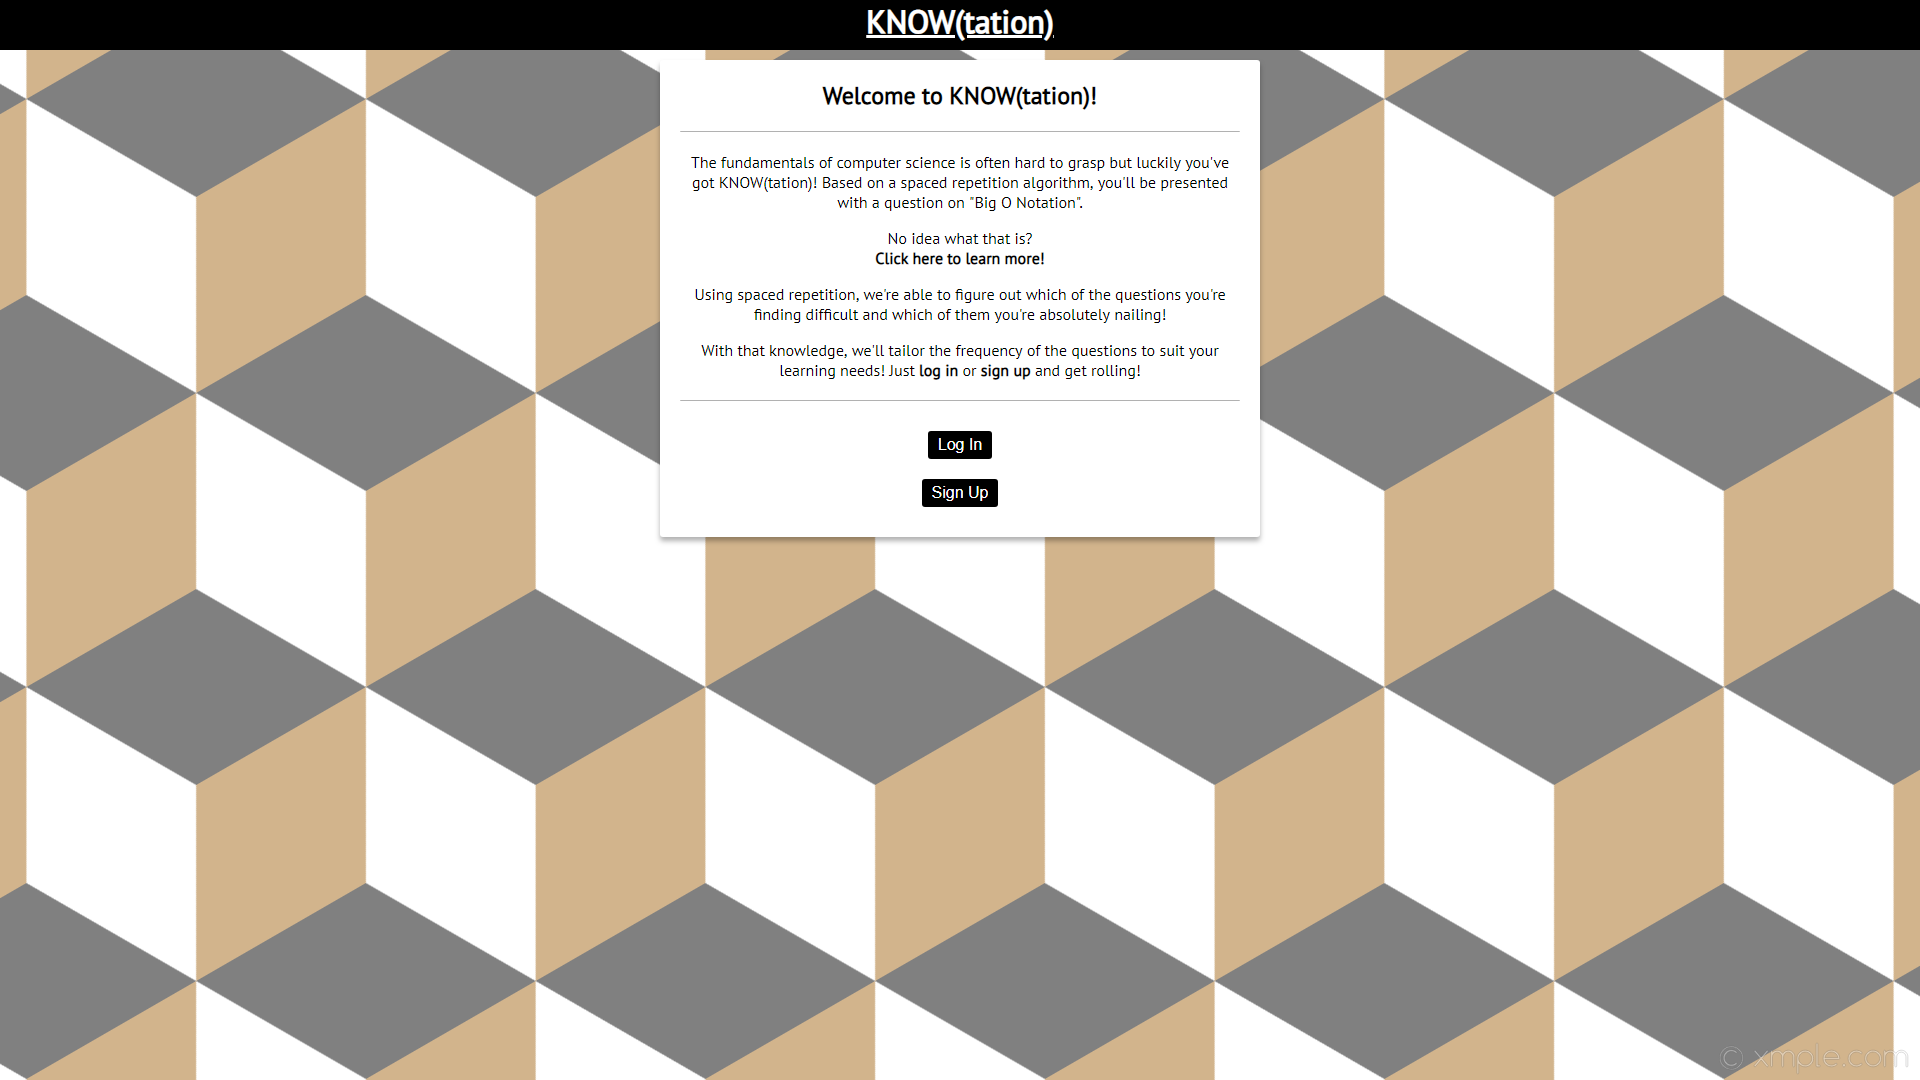 KNOW(tation)
Welcome to KNOW(tation)!
The fundamentals of computer science is often hard to grasp but luckily you've
got KNOW(tation)! Based on a spaced repetition algorithm, you'll be presented
with a question on "Big O Notation".
No idea what that is?
Click here to learn more!
Using spaced repetition, we're able to figure out which of the questions you're
finding difficult and which of them you're absolutely nailing!
With that knowledge, we'll tailor the frequency of the questions to suit your
learning needs! Just log in or sign up and get rolling!
Log In
Sign Up
© xmple.com